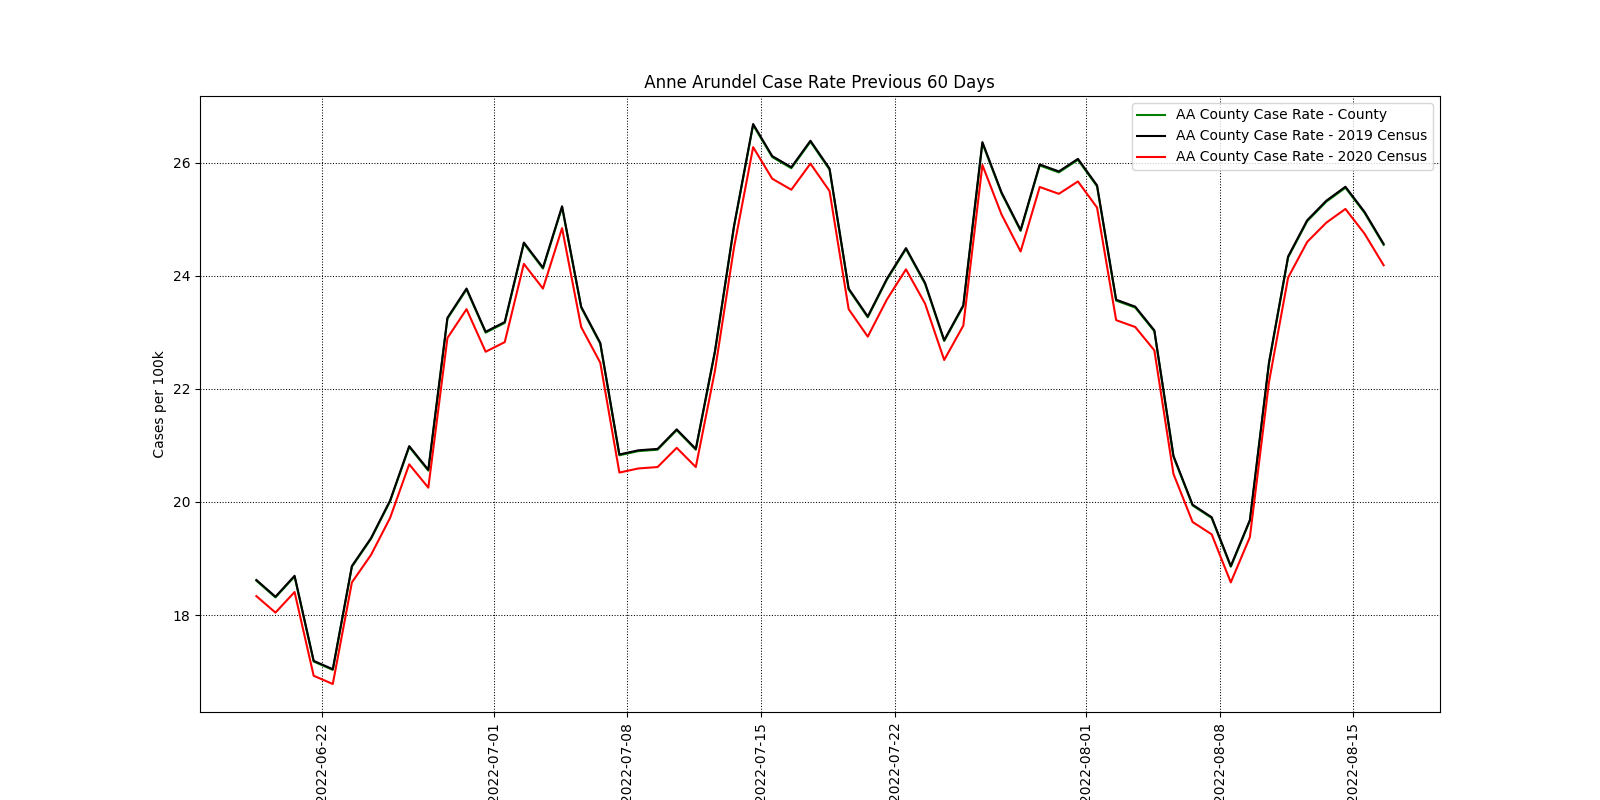 Anne Arundel Case Rate Previous 60 Days
AA County Case Rate - County
AA County Case Rate - 2019 Census
AA County Case Rate - 2020 Census
Cases per 100k
26
24
22
20
18
2022-06-22
2022-07-01
2022-07-08
2022-07-15
2022-07-22
2022-08-01
2022-08-08
2022-08-15